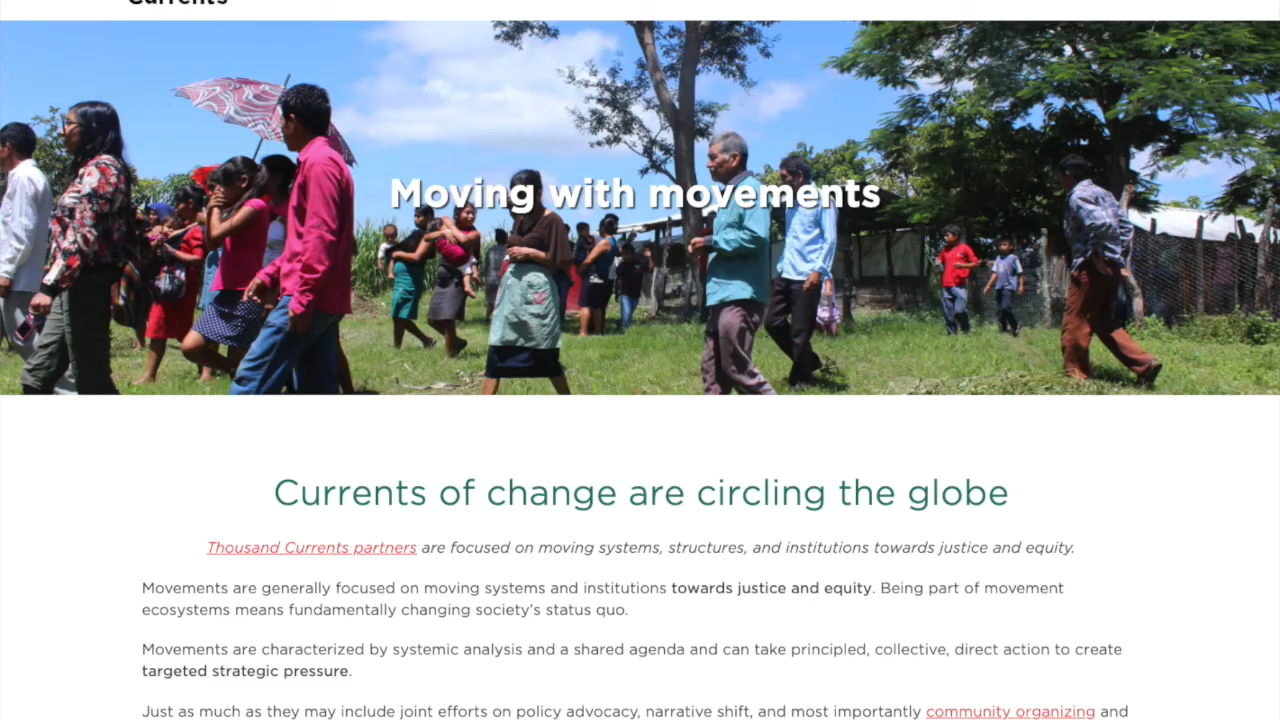 Currents
Moving with movements
Currents of change are circling the globe
Thousand Currents partners are focused on moving systems, structures, and institutions towards justice and equity.
Movements are generally focused on moving systems and institutions towards justice and equity. Being part of movement
ecosystems means fundamentally changing society's status quo.
Movements are characterized by systemic analysis and a shared agenda and can take principled, collective, direct action to create
targeted strategic pressure.
Just as much as they may include joint efforts on policy advocacy, narrative shift, and most importantly community organizing and